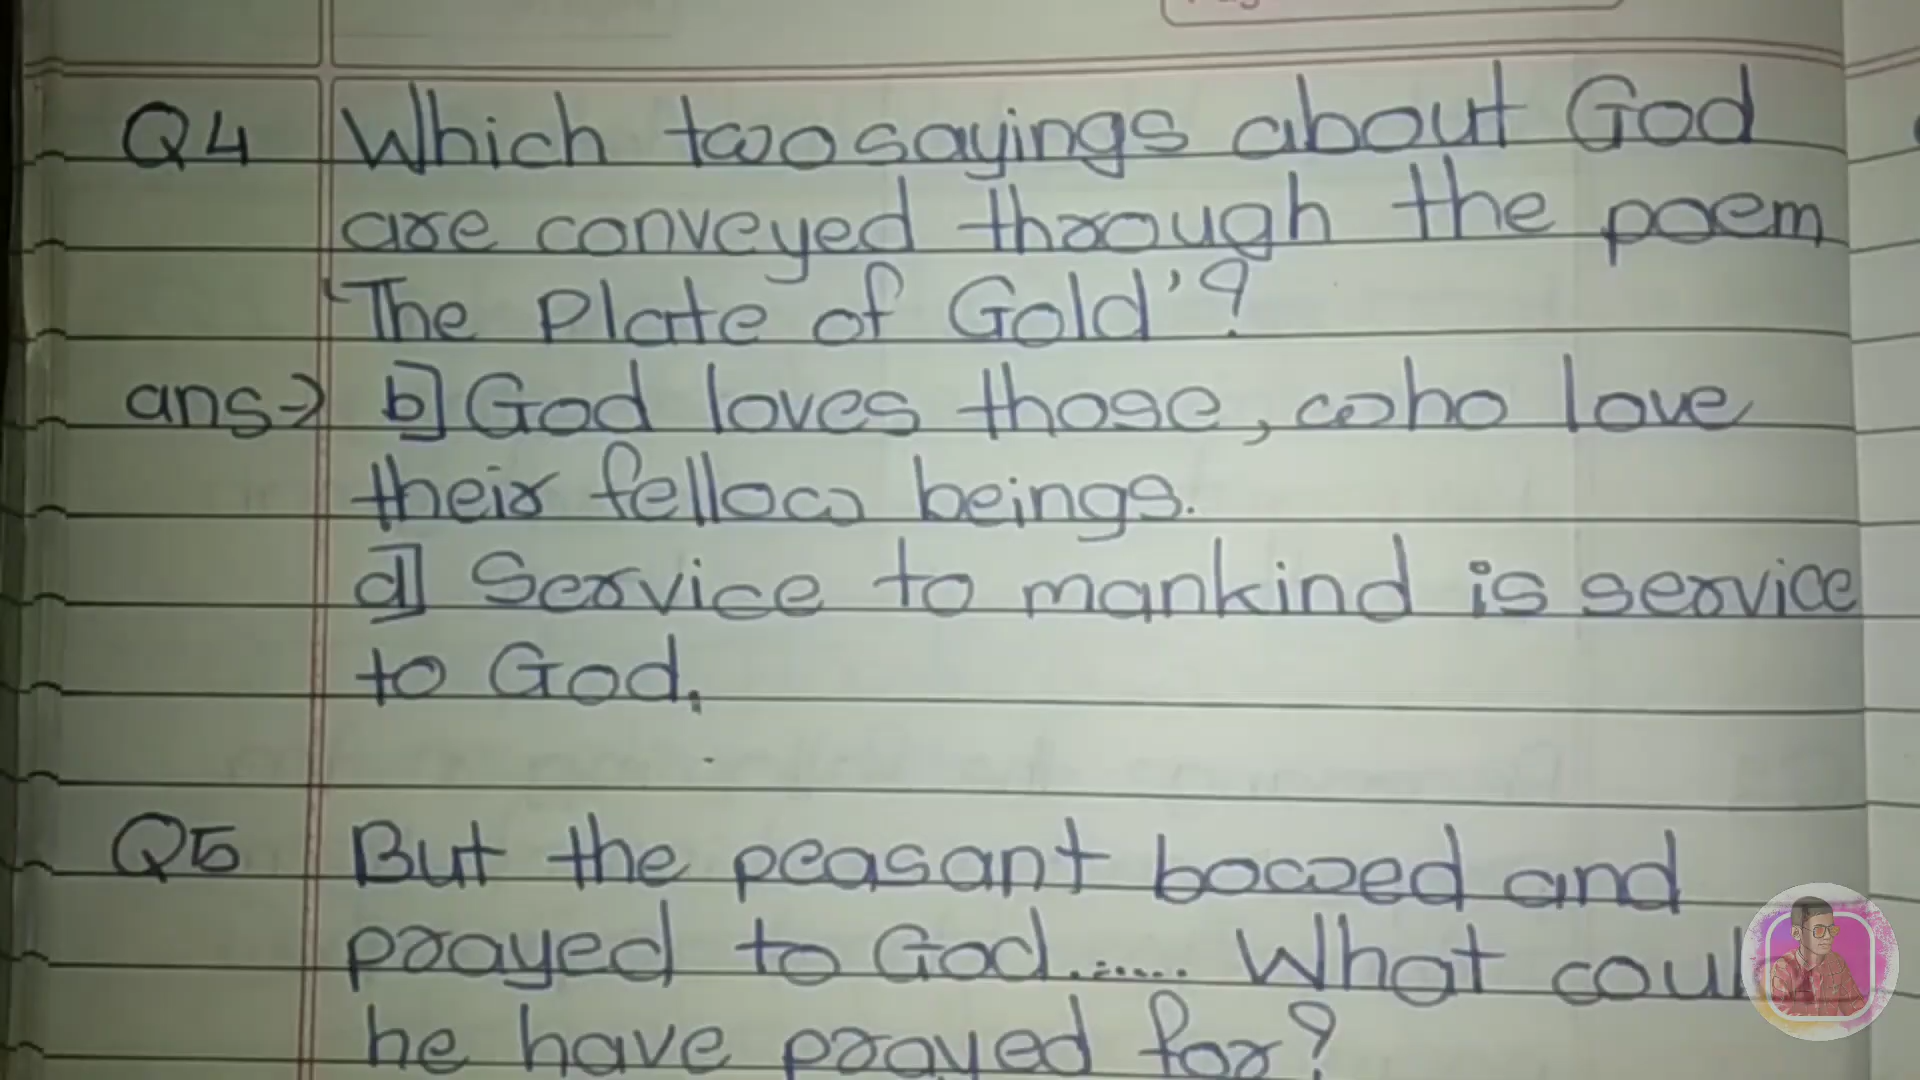 Q4 Which two sayings about God
are conveyed through the poem
'The Plate of Gold'?
ans→ b] God loves those, who love
their fellow beings.
d] Service to mankind is service
to God.
Q5 But the peasant bowed and
prayed to God...... What coul
he have prayed for?